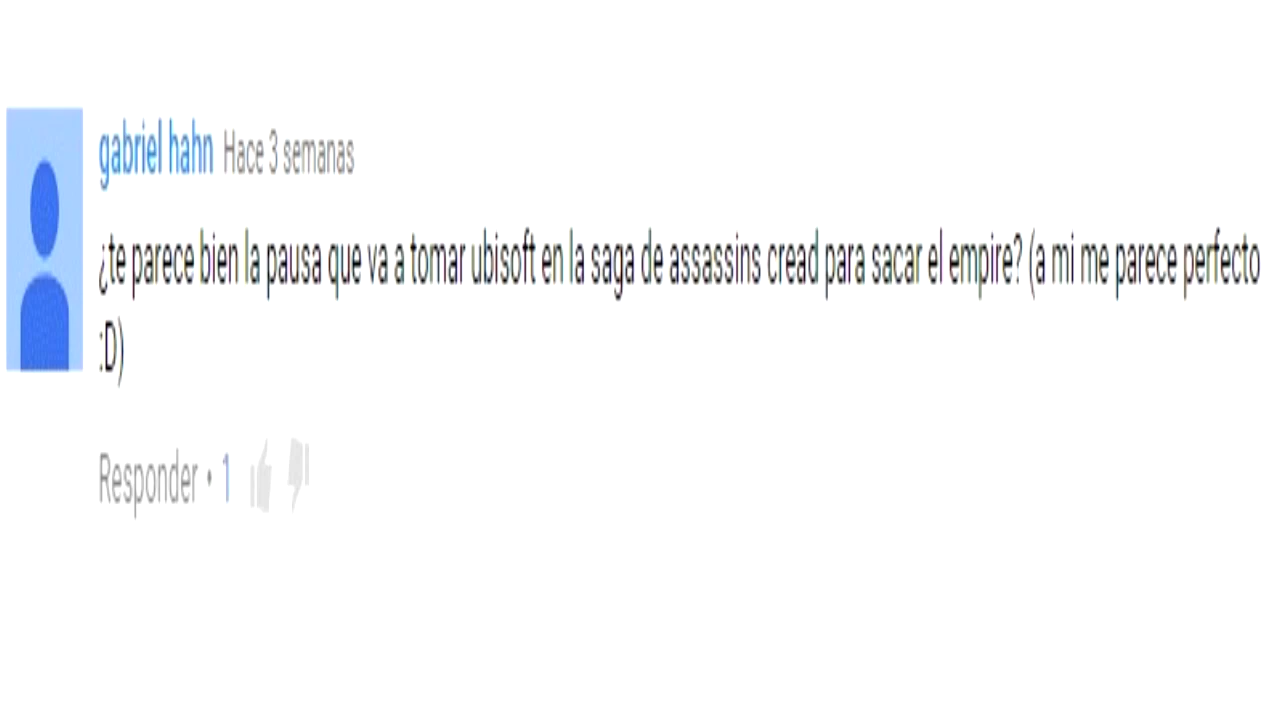 gabriel hahn Hace 3 semanas
¿te parece bien la pausa que va a tomar ubisoft en la saga de assassins cread para sacar el empire? (a mi me parece perfecto
:D)
Responder • 1